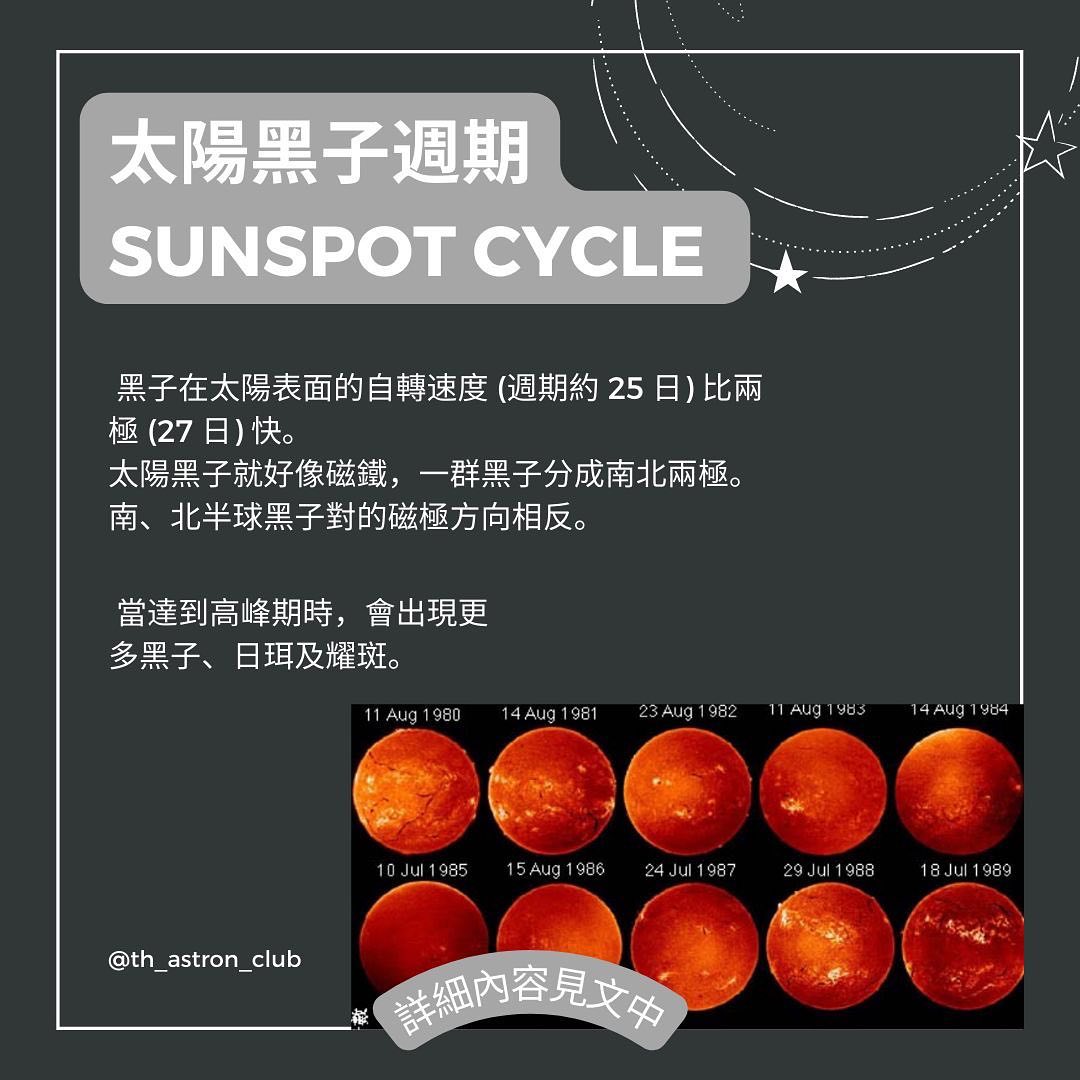 太陽黑子週期
SUNSPOT CYCLE
黑子在太陽表面的自轉速度 (週期約 25 日) 比兩
極 (27 日) 快。
太陽黑子就好像磁鐵，一群黑子分成南北兩極。
南、北半球黑子對的磁極方向相反。
當達到高峰期時，會出現更
多黑子、日珥及耀斑。
11 Aug 1980 14 Aug 1981 23 Aug 1982 11 Aug 1983 14 Aug 1984
10 Jul 1985 15 Aug 1986 24 Jul 1987 29 Jul 1988 18 Jul 1989
@th_astron_club
詳細內容見文中
數